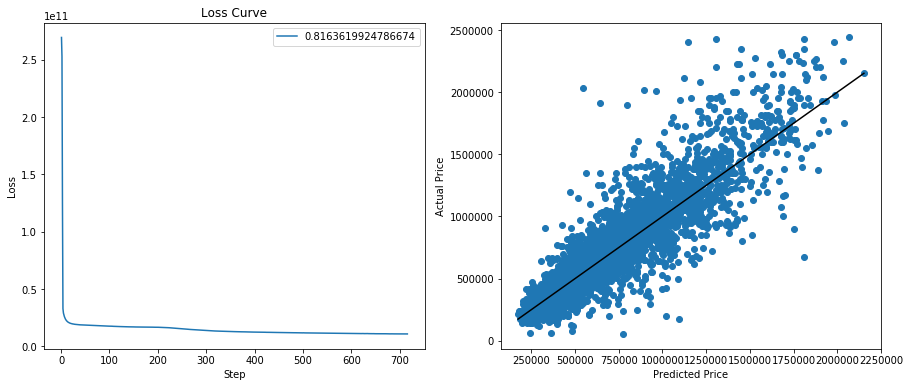 Loss Curve
1e11
0.8163619924786674
2.5
2.0
1.5
1.0
0.5
0.0
Loss
0 100 200 300 400 500 600 700
Step
2500000
2000000
1500000
1000000
500000
0
Actual Price
250000 500000 750000 1000000 1250000 1500000 1750000 2000000 2250000
Predicted Price